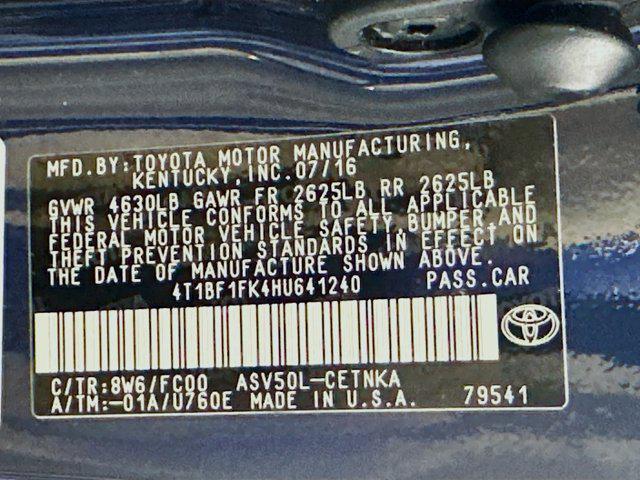 MFD.BY:TOYOTA MOTOR MANUFACTURING,
KENTUCKY, INC.07/16
GVWR 4630LB GAWR FR 2625LB RR 2625LB
THIS VEHICLE CONFORMS TO ALL APPLICABLE
FEDERAL MOTOR VEHICLE SAFETY,BUMPER,AND
THEFT PREVENTION STANDARDS IN EFFECT ON
THE DATE OF MANUFACTURE SHOWN ABOVE.
4T1BF1FK4HU641240 PASS.CAR
C/TR:8W6/FC00 ASV50L-CETNKA
A/TM:-01A/U760E MADE IN U.S.A. 79541